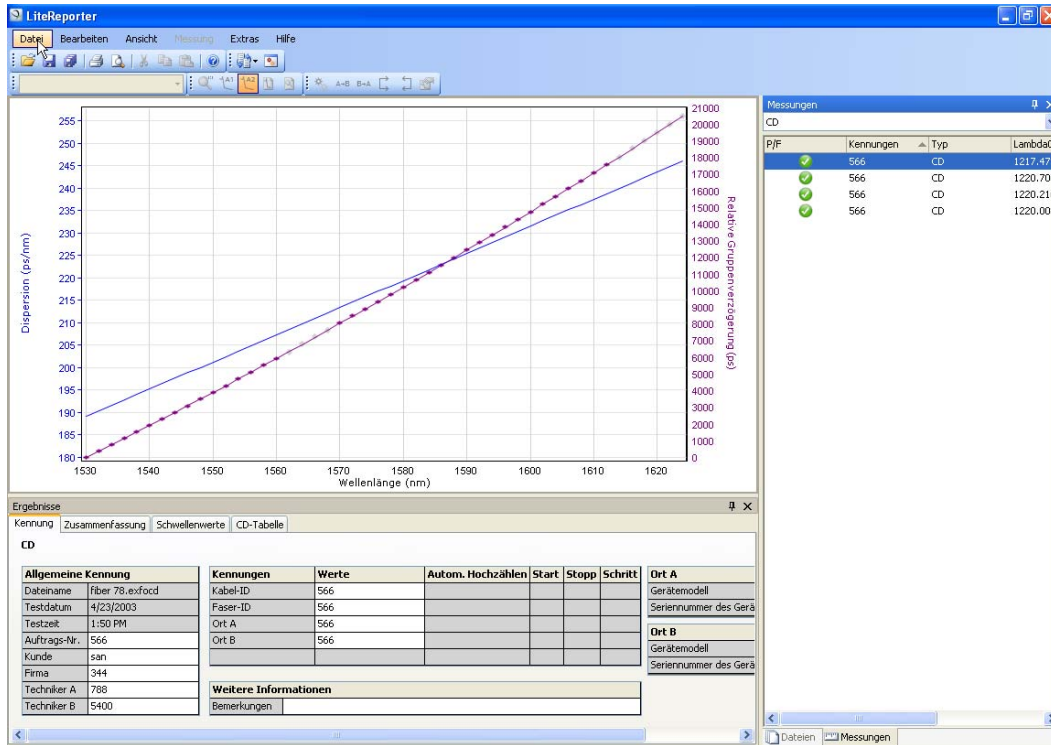 LiteReporter
Datei Bearbeiten Ansicht Messung Extras Hilfe
A1 A2 A→B B→A
Messungen
CD
P/F Kennungen Typ Lambda0
566 CD 1217.47
566 CD 1220.70
566 CD 1220.21
566 CD 1220.00
Dispersion (ps/nm)
255
250
245
240
235
230
225
220
215
210
205
200
195
190
185
180
21000
20000
19000
18000
17000
16000
15000
14000
13000
12000
11000
10000
9000
8000
7000
6000
5000
4000
3000
2000
1000
0
Relative Gruppenverzögerung (ps)
1530 1540 1550 1560 1570 1580 1590 1600 1610 1620
Wellenlänge (nm)
Ergebnisse
Kennung Zusammenfassung Schwellenwerte CD-Tabelle
CD
Allgemeine Kennung
Dateiname fiber 78.exfocd
Testdatum 4/23/2003
Testzeit 1:50 PM
Auftrags-Nr. 566
Kunde san
Firma 344
Techniker A 788
Techniker B 5400
Kennungen Werte Autom. Hochzählen Start Stopp Schritt
Kabel-ID 566
Faser-ID 566
Ort A 566
Ort B 566
Weitere Informationen
Bemerkungen
Ort A
Gerätemodell
Seriennummer des Gerä
Ort B
Gerätemodell
Seriennummer des Gerä
Dateien Messungen